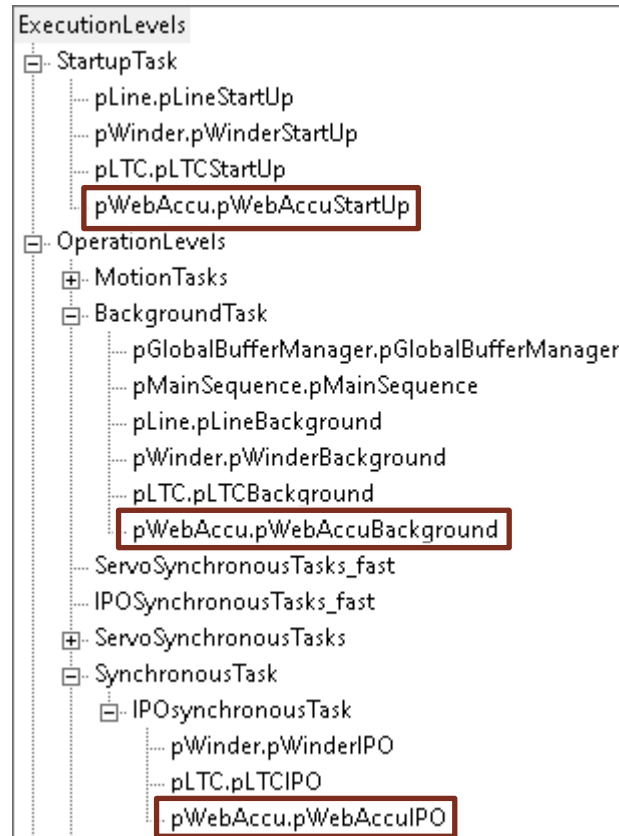 ExecutionLevels
StartupTask
pLine.pLineStartUp
pWinder.pWinderStartUp
pLTC.pLTCStartUp
pWebAccu.pWebAccuStartUp
OperationLevels
MotionTasks
BackgroundTask
pGlobalBufferManager.pGlobalBufferManager
pMainSequence.pMainSequence
pLine.pLineBackground
pWinder.pWinderBackground
pLTC.pLTCBackground
pWebAccu.pWebAccuBackground
ServoSynchronousTasks_fast
IPOSynchronousTasks_fast
ServoSynchronousTasks
SynchronousTask
IPOsynchronousTask
pWinder.pWinderIPO
pLTC.pLTCIPO
pWebAccu.pWebAccuIPO